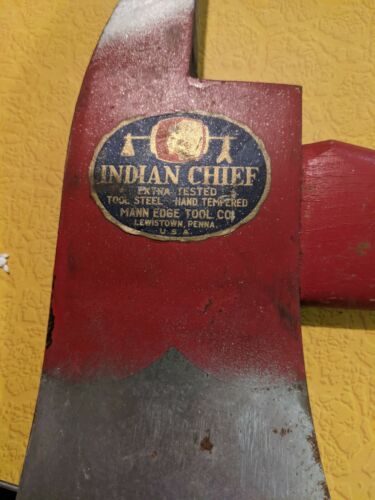 INDIAN CHIEF
EXTRA TESTED
TOOL STEEL HAND TEMPERED
MANN EDGE TOOL CO.
LEWISTOWN, PENNA.
U.S.A.